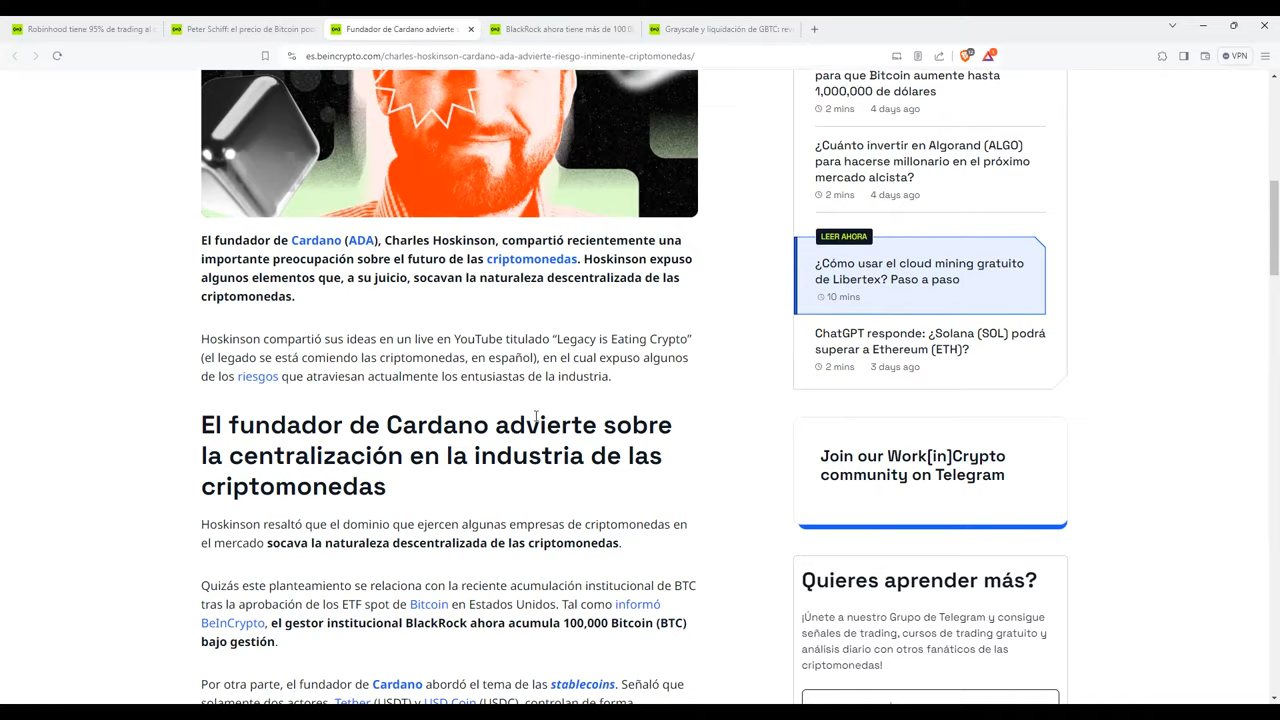 Robinhood tiene 95% de trading al
Peter Schiff: el precio de Bitcoin po
Fundador de Cardano advierte
BlackRock ahora tiene más de 100.0
Grayscale y liquidación de GBTC: rev
es.beincrypto.com/charles-hoskinson-cardano-ada-advierte-riesgo-inminente-criptomonedas/
VPN
El fundador de Cardano (ADA), Charles Hoskinson, compartió recientemente una
importante preocupación sobre el futuro de las criptomonedas. Hoskinson expuso
algunos elementos que, a su juicio, socavan la naturaleza descentralizada de las
criptomonedas.
Hoskinson compartió sus ideas en un live en YouTube titulado “Legacy is Eating Crypto”
(el legado se está comiendo las criptomonedas, en español), en el cual expuso algunos
de los riesgos que atraviesan actualmente los entusiastas de la industria.
El fundador de Cardano advierte sobre
la centralización en la industria de las
criptomonedas
Hoskinson resaltó que el dominio que ejercen algunas empresas de criptomonedas en
el mercado socava la naturaleza descentralizada de las criptomonedas.
Quizás este planteamiento se relaciona con la reciente acumulación institucional de BTC
tras la aprobación de los ETF spot de Bitcoin en Estados Unidos. Tal como informó
BeInCrypto, el gestor institucional BlackRock ahora acumula 100,000 Bitcoin (BTC)
bajo gestión.
Por otra parte, el fundador de Cardano abordó el tema de las stablecoins. Señaló que
solamente dos actores, Tether (USDT) y USD Coin (USDC), controlan de forma
para que Bitcoin aumente hasta
1,000,000 de dólares
2 mins 4 days ago
¿Cuánto invertir en Algorand (ALGO)
para hacerse millonario en el próximo
mercado alcista?
2 mins 4 days ago
LEER AHORA
¿Cómo usar el cloud mining gratuito
de Libertex? Paso a paso
10 mins
ChatGPT responde: ¿Solana (SOL) podrá
superar a Ethereum (ETH)?
2 mins 3 days ago
Join our Work[in]Crypto
community on Telegram
Quieres aprender más?
¡Únete a nuestro Grupo de Telegram y consigue
señales de trading, cursos de trading gratuito y
análisis diario con otros fanáticos de las
criptomonedas!